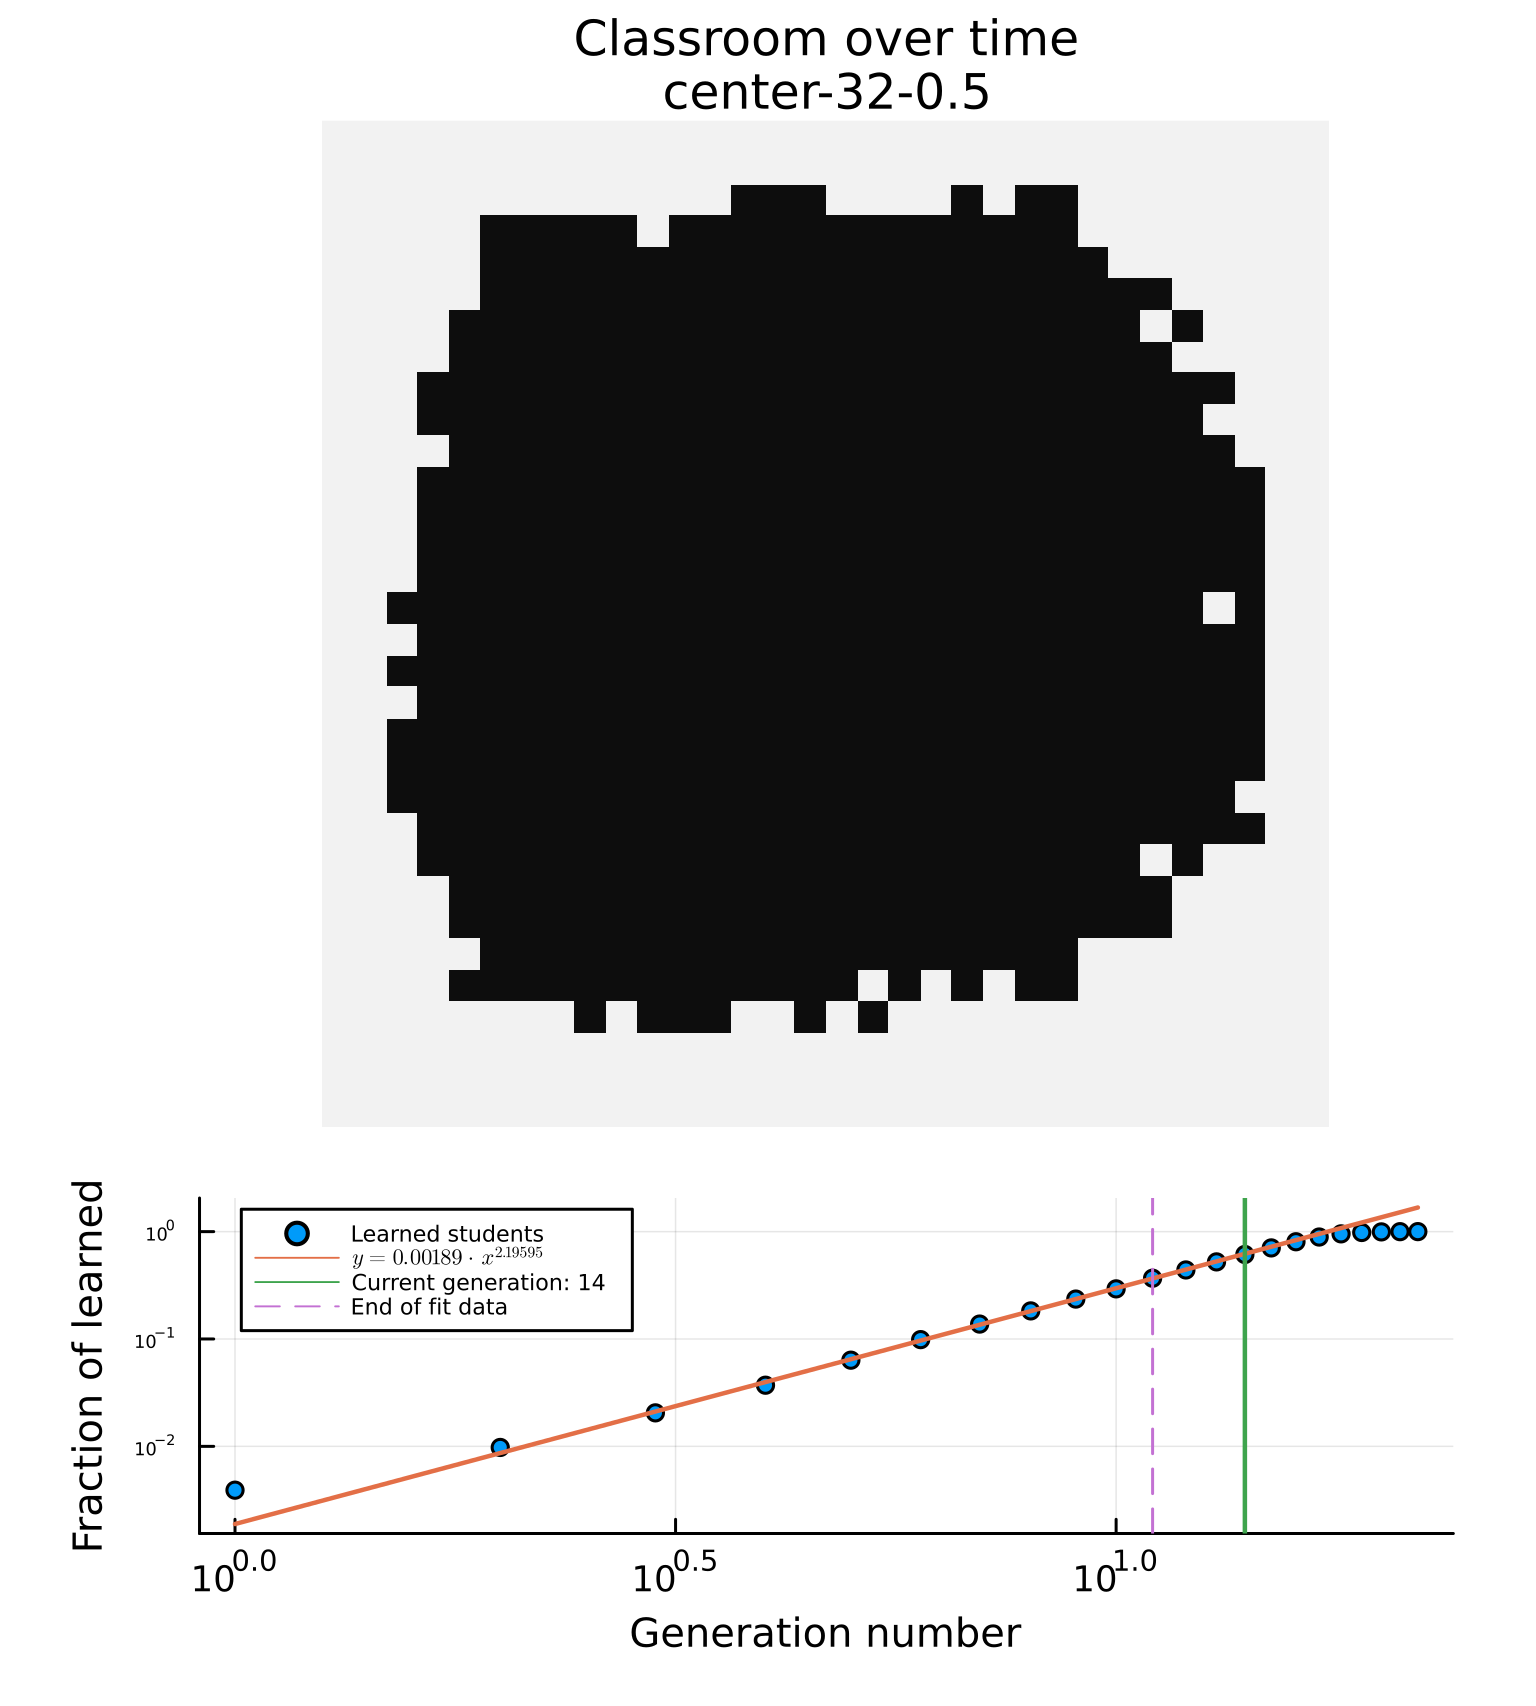 Classroom over time
center-32-0.5
Fraction of learned
10^0
10^-1
10^-2
Learned students
y = 0.00189 · x^2.19595
Current generation: 14
End of fit data
10^0.0
10^0.5
10^1.0
Generation number